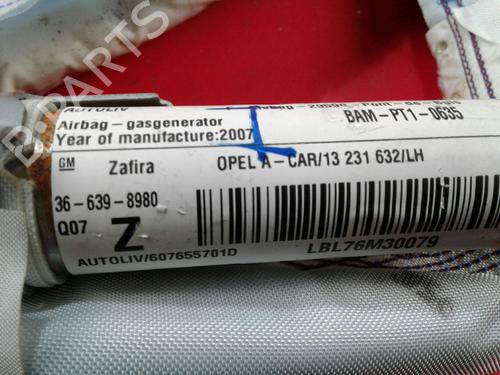 B-PARTS
AUTOLIV
Airbag-gasgenerator
Year of manufacture:2007
BAM-PT1-0635
GM
Zafira
OPEL A-CAR/13 231 632/LH
36-639-8980
Q07
Z
AUTOLIV/607655701D
LBL76M30079